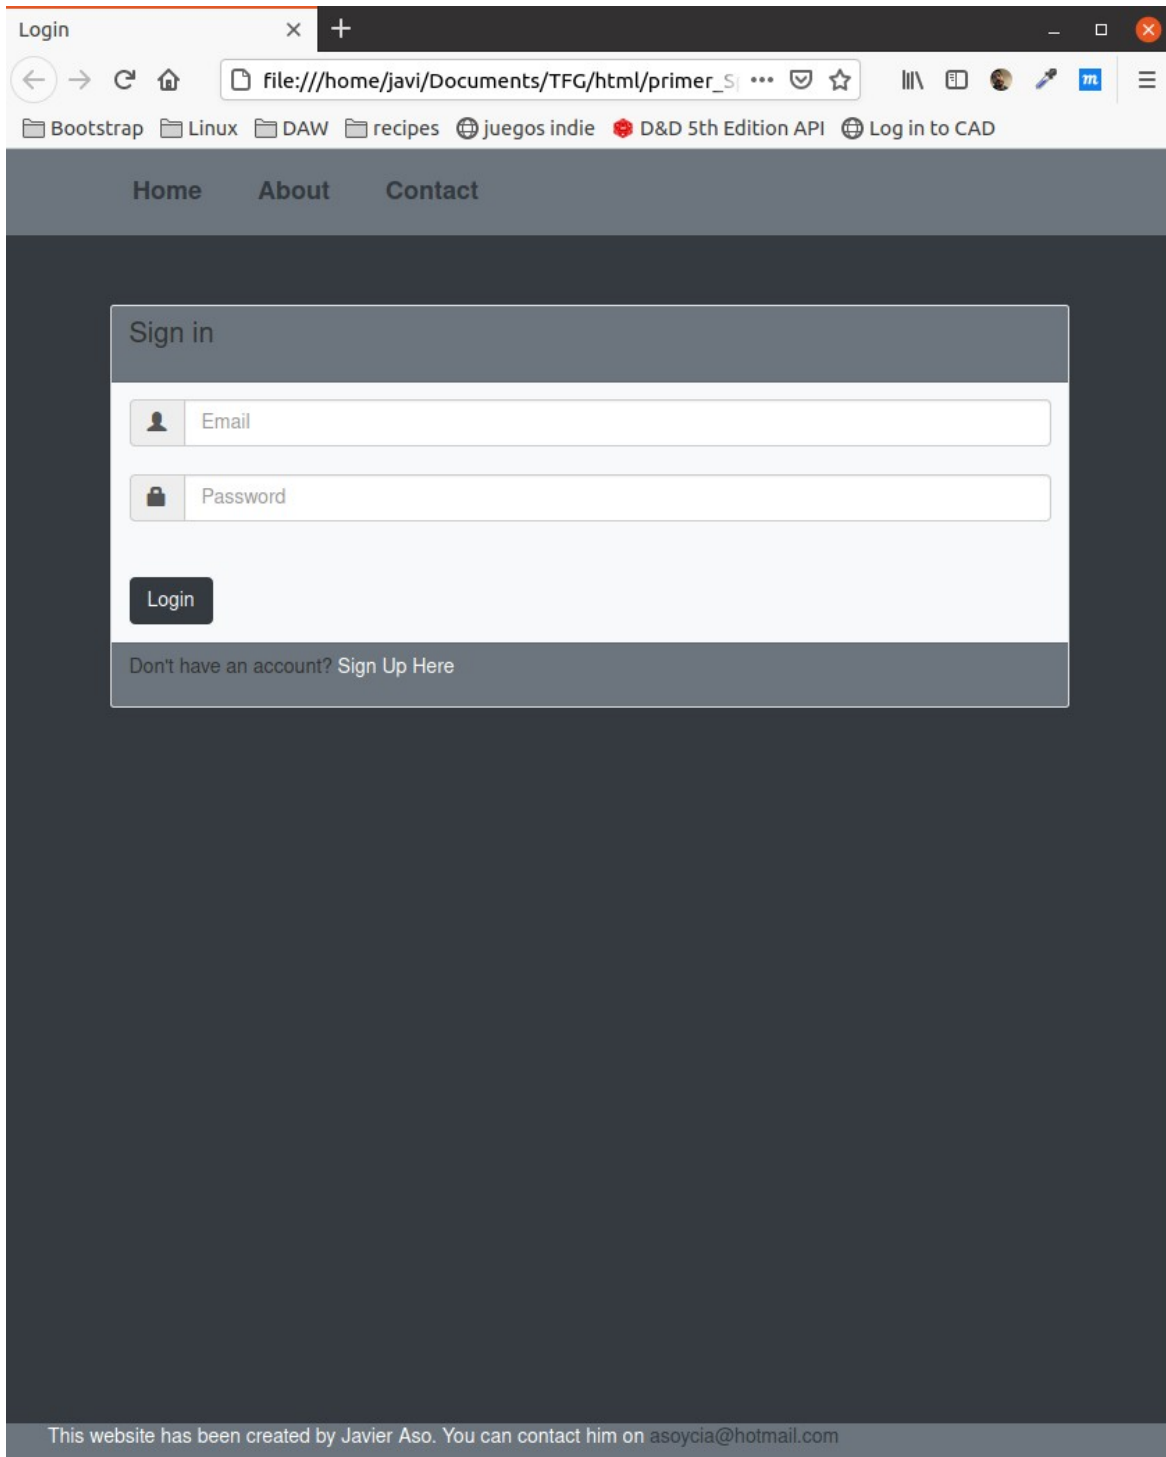 Login
file:///home/javi/Documents/TFG/html/primer_S
Bootstrap Linux DAW recipes juegos indie D&D 5th Edition API Log in to CAD
Home About Contact
Sign in
Email
Password
Login
Don't have an account? Sign Up Here
This website has been created by Javier Aso. You can contact him on asoycia@hotmail.com